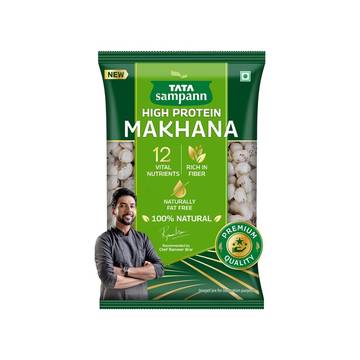 NEW
TATA
sampann
HIGH PROTEIN
MAKHANA
12
VITAL
NUTRIENTS
RICH IN
FIBER
NATURALLY
FAT FREE
100% NATURAL
Recommended by
Chef Ranveer Brar
PREMIUM
QUALITY